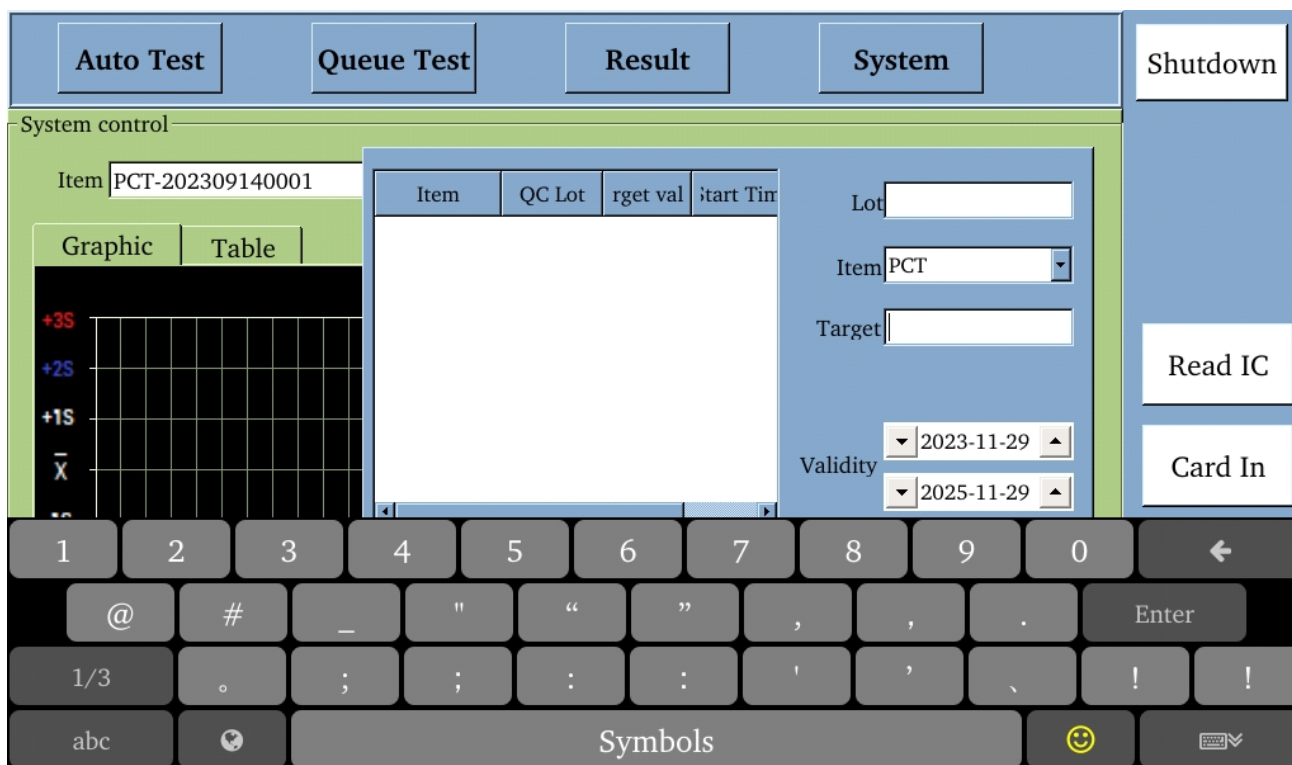 Auto Test
Queue Test
Result
System
Shutdown
System control
Item PCT-202309140001
Graphic
Table
+3S
+2S
+1S
X̄
Item
QC Lot
rget val
Start Tim
Lot
Item PCT
Target
Validity
2023-11-29
2025-11-29
Read IC
Card In
1 2 3 4 5 6 7 8 9 0
@ # _ " “ ” , , . Enter
1/3 。 ; ; : : ' ’ 、 ! !
abc Symbols